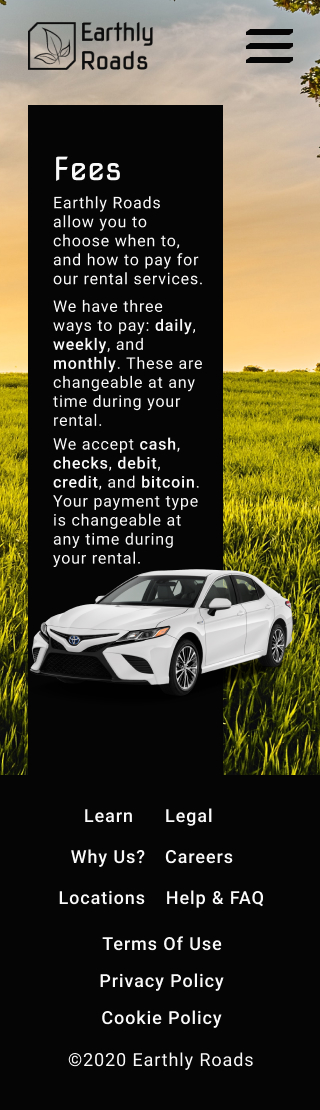 Earthly
Roads
Fees
Earthly Roads
allow you to
choose when to,
and how to pay for
our rental services.
We have three
ways to pay: daily,
weekly, and
monthly. These are
changeable at any
time during your
rental.
We accept cash,
checks, debit,
credit, and bitcoin.
Your payment type
is changeable at
any time during
your rental.
Learn Legal
Why Us? Careers
Locations Help & FAQ
Terms Of Use
Privacy Policy
Cookie Policy
©2020 Earthly Roads